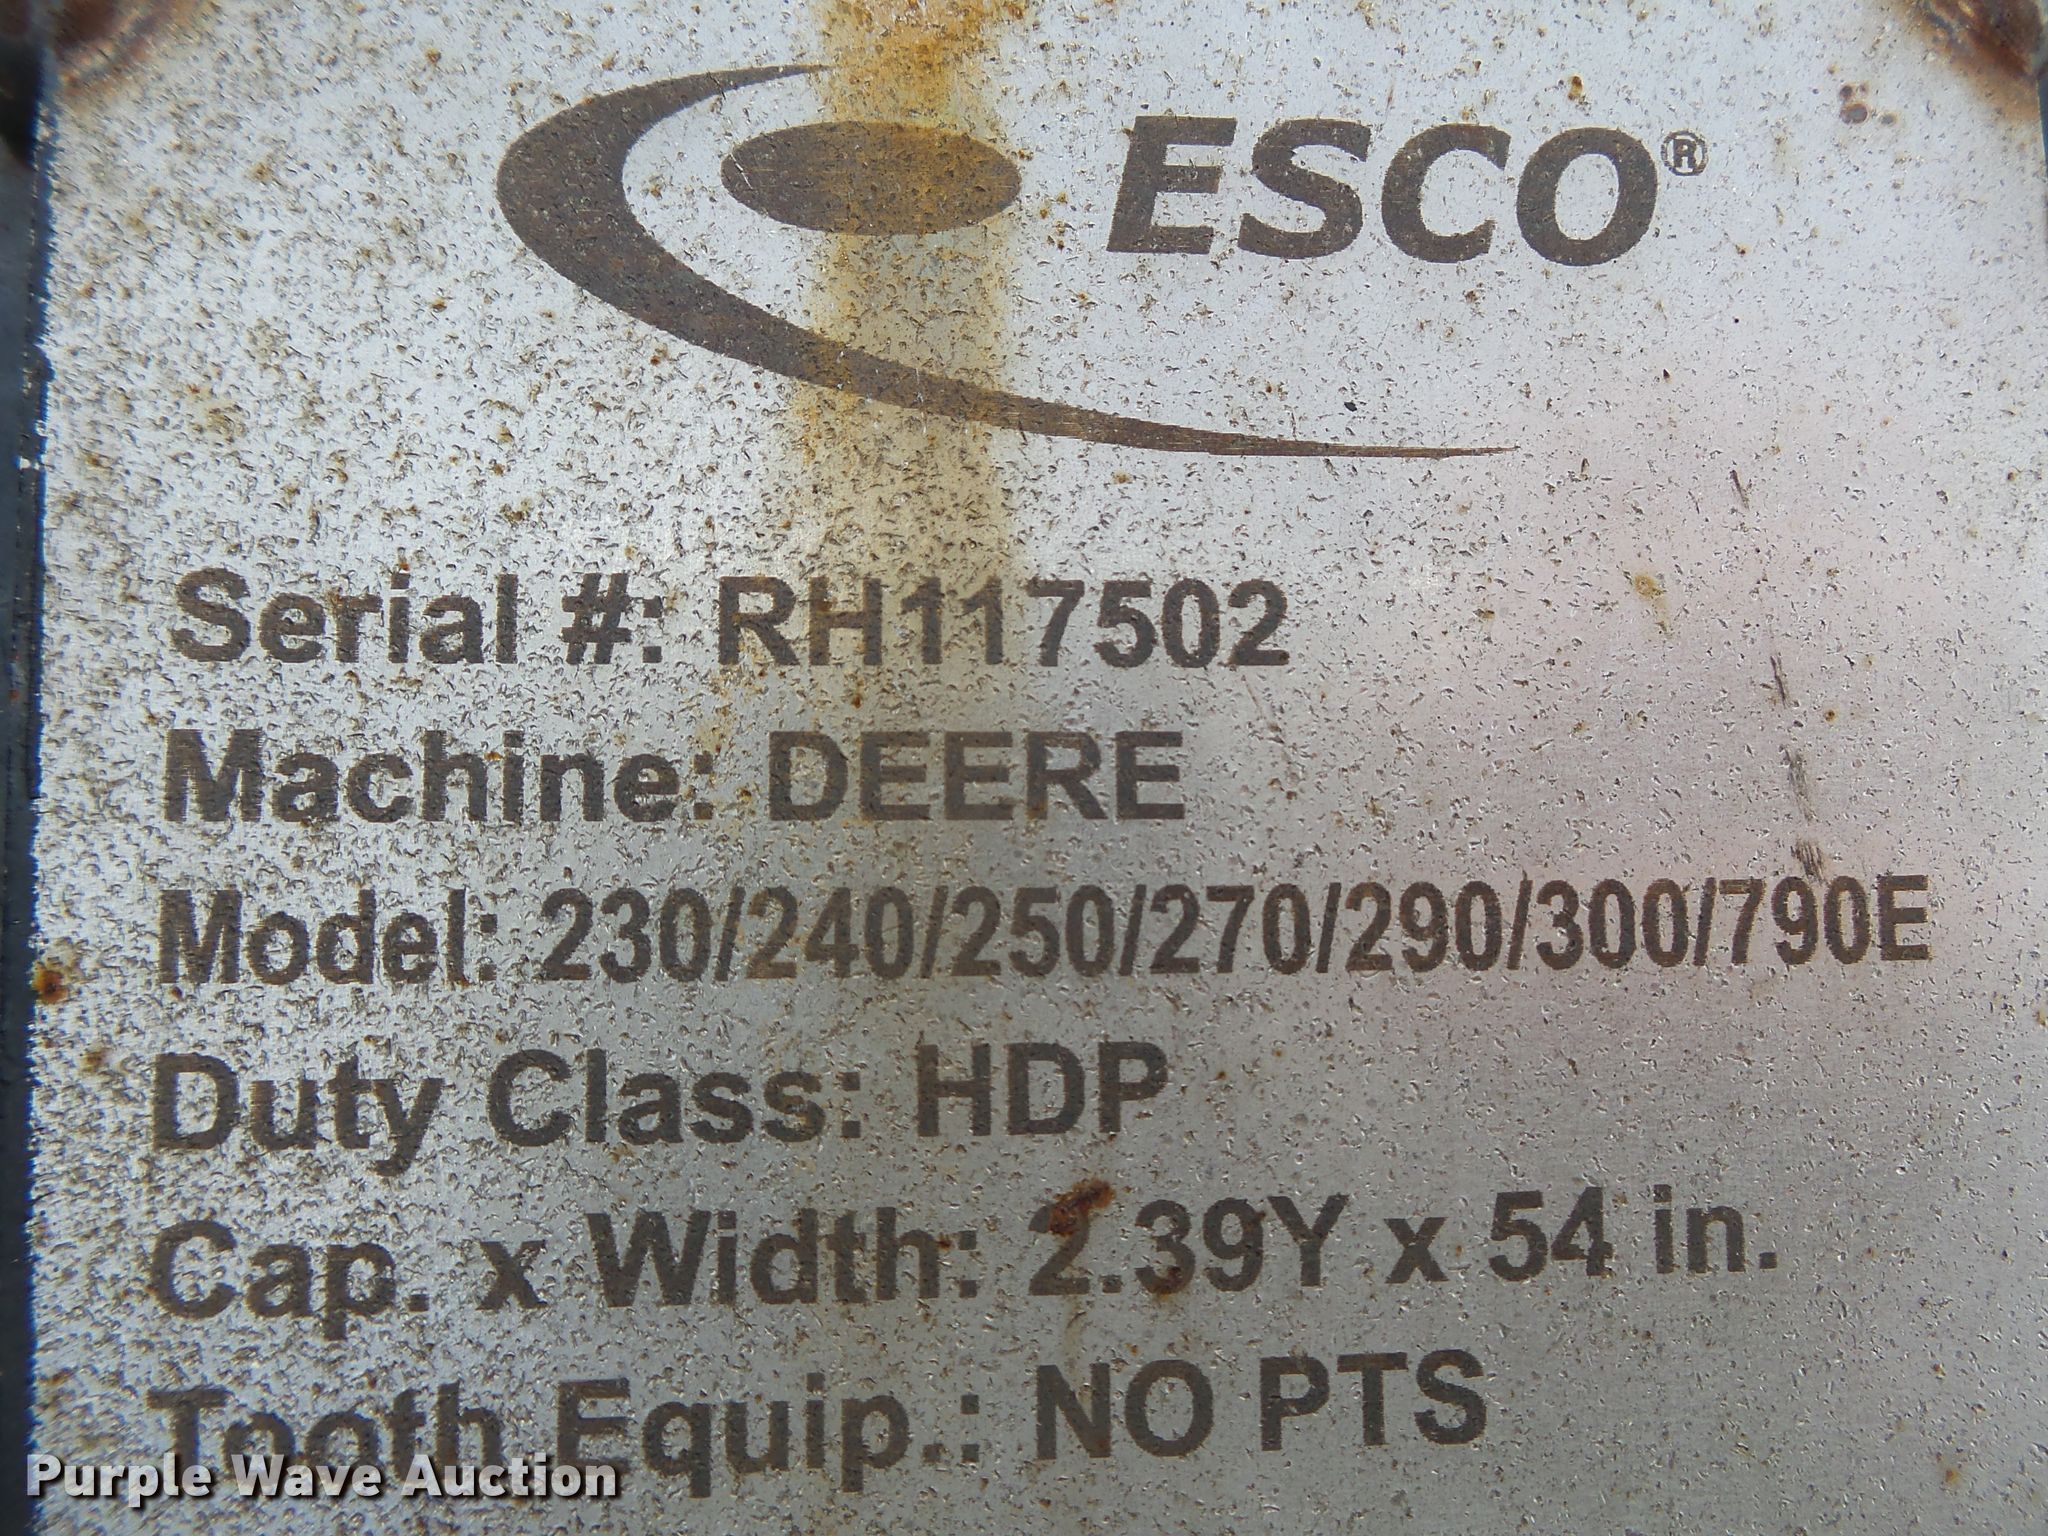 ESCO®
Serial #: RH117502
Machine: DEERE
Model: 230/240/250/270/290/300/790E
Duty Class: HDP
Cap. x Width: 2.39Y x 54 in.
Tooth Equip.: NO PTS
Purple Wave Auction